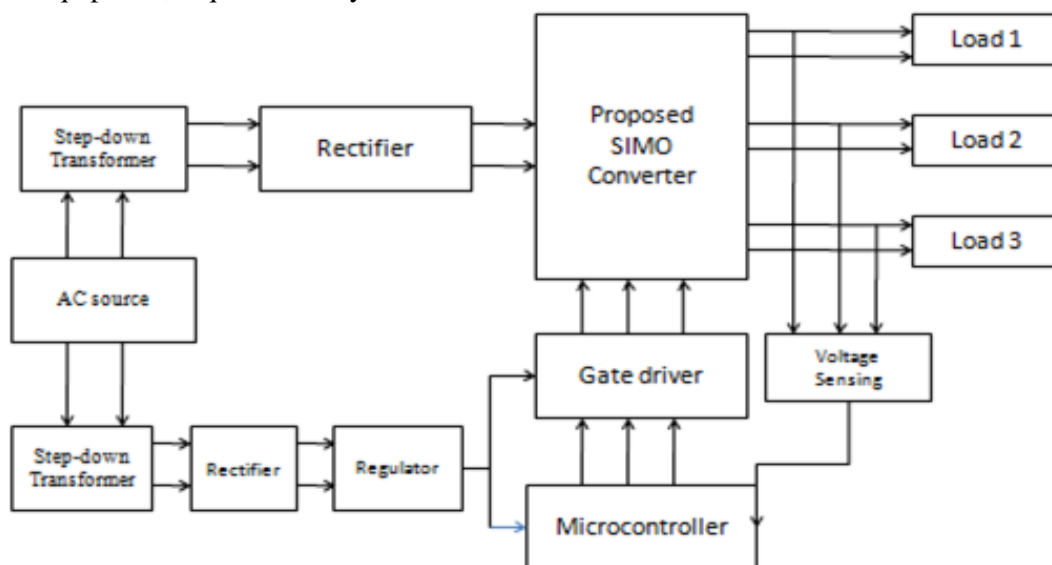 Load 1
Proposed
SIMO
Converter
Step-down
Transformer
Rectifier
Load 2
Load 3
AC source
Gate driver
Voltage
Sensing
Step-down
Transformer
Rectifier
Regulator
Microcontroller